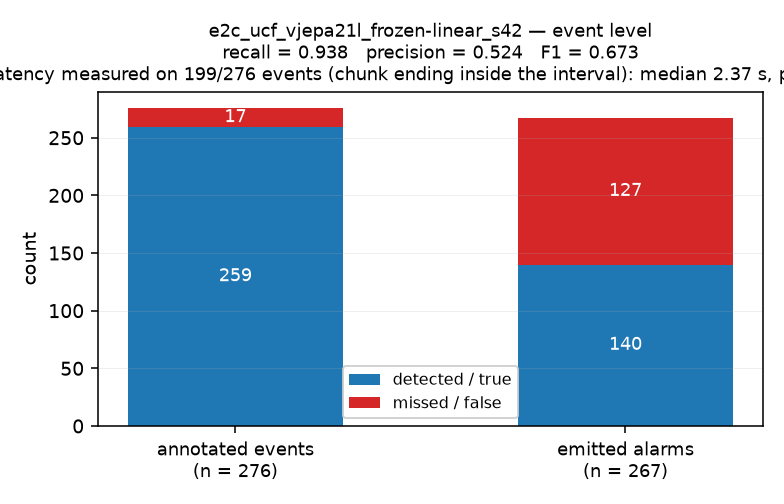 e2c_ucf_vjepa21l_frozen-linear_s42 — event level
recall = 0.938   precision = 0.524   F1 = 0.673
measured on 199/276 events (chunk ending inside the interval): median 2.37 s,
250
200
150
100
50
0
count
17
259
127
140
detected / true
missed / false
annotated events
(n = 276)
emitted alarms
(n = 267)